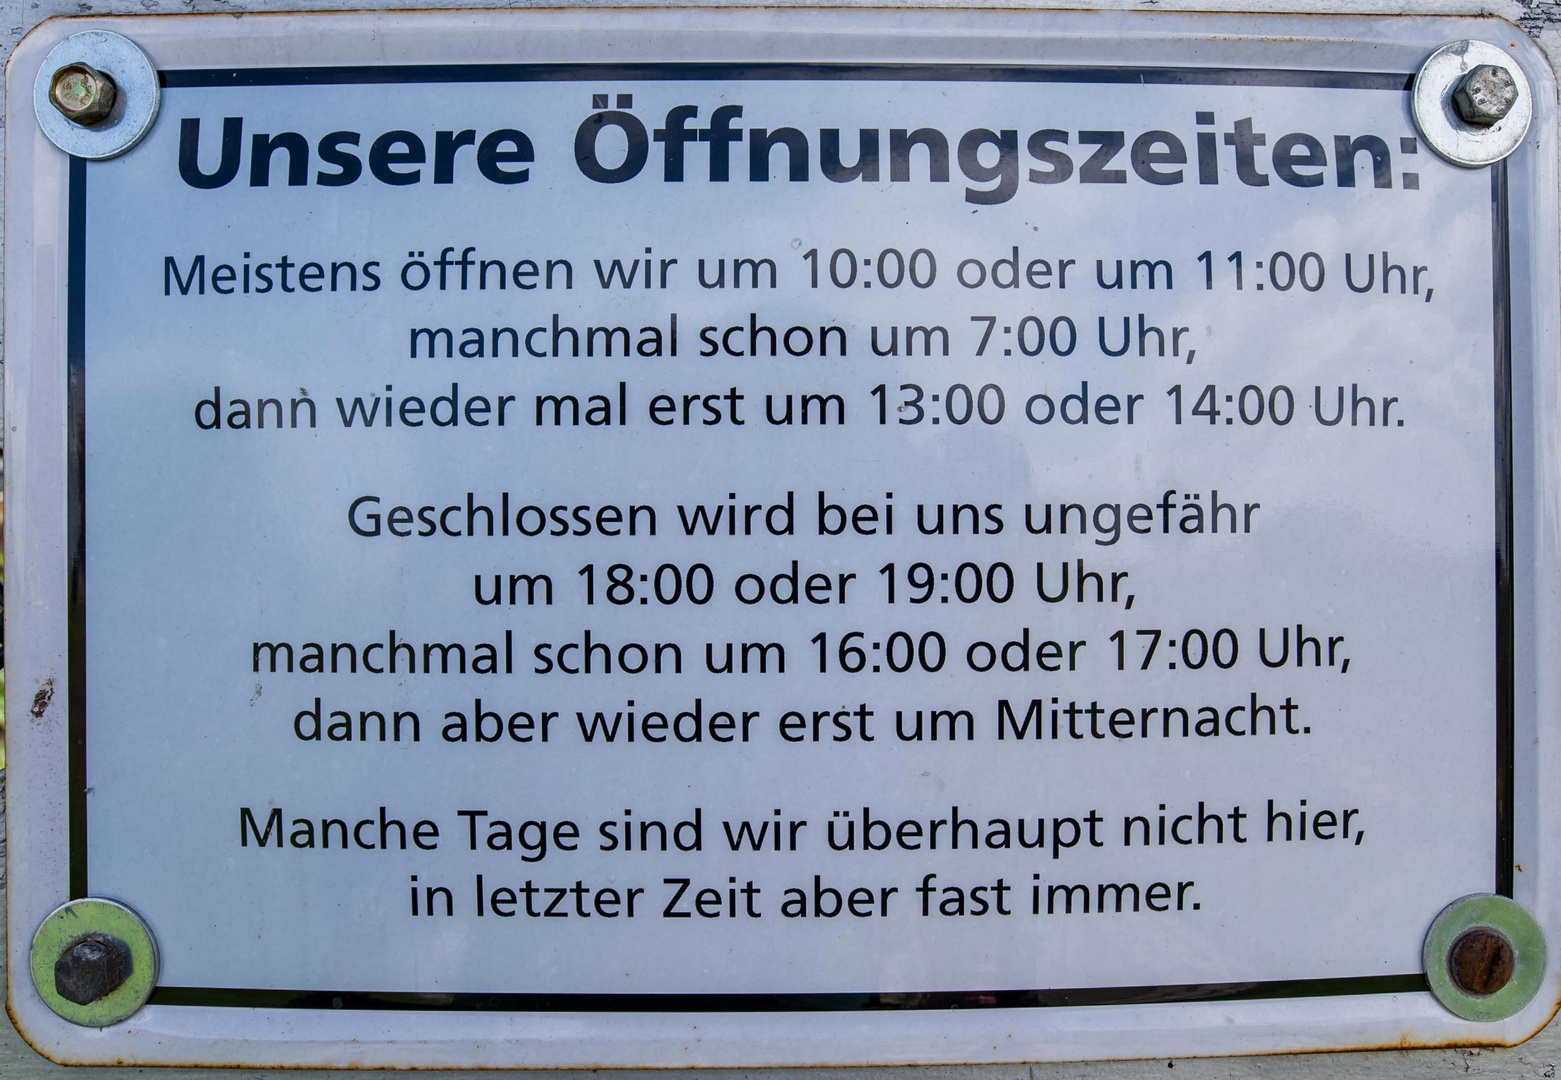 Unsere Öffnungszeiten:
Meistens öffnen wir um 10:00 oder um 11:00 Uhr,
manchmal schon um 7:00 Uhr,
dann wieder mal erst um 13:00 oder 14:00 Uhr.
Geschlossen wird bei uns ungefähr
um 18:00 oder 19:00 Uhr,
manchmal schon um 16:00 oder 17:00 Uhr,
dann aber wieder erst um Mitternacht.
Manche Tage sind wir überhaupt nicht hier,
in letzter Zeit aber fast immer.